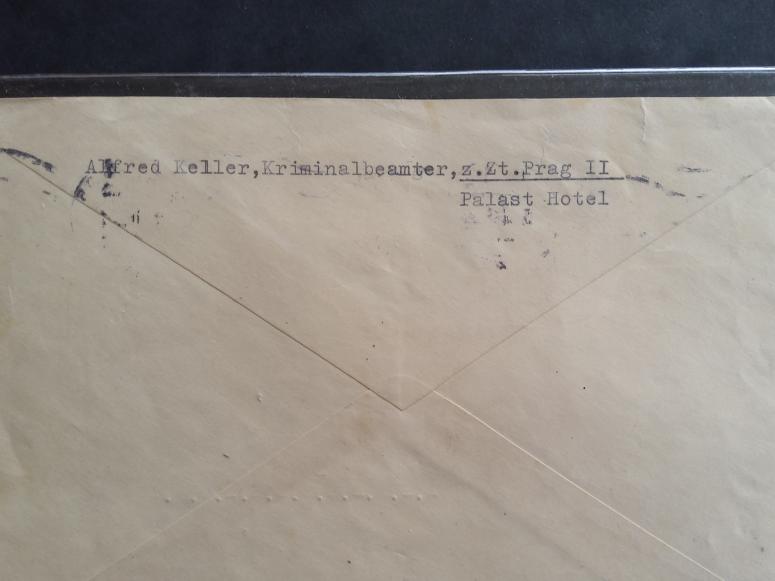 Alfred Keller,Kriminalbeamter,z.Zt.Prag II
Palast Hotel